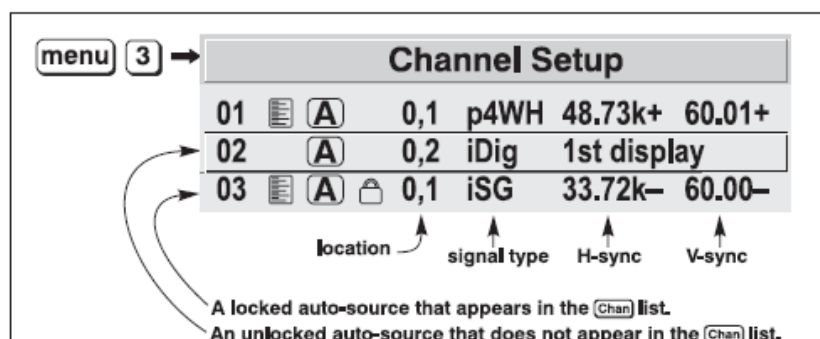 menu 3 Channel Setup
01 A 0,1 p4WH 48.73k+ 60.01+
02 A 0,2 iDig 1st display
03 A 0,1 iSG 33.72k– 60.00–
location signal type H-sync V-sync
A locked auto-source that appears in the Chan list.
An unlocked auto-source that does not appear in the Chan list.